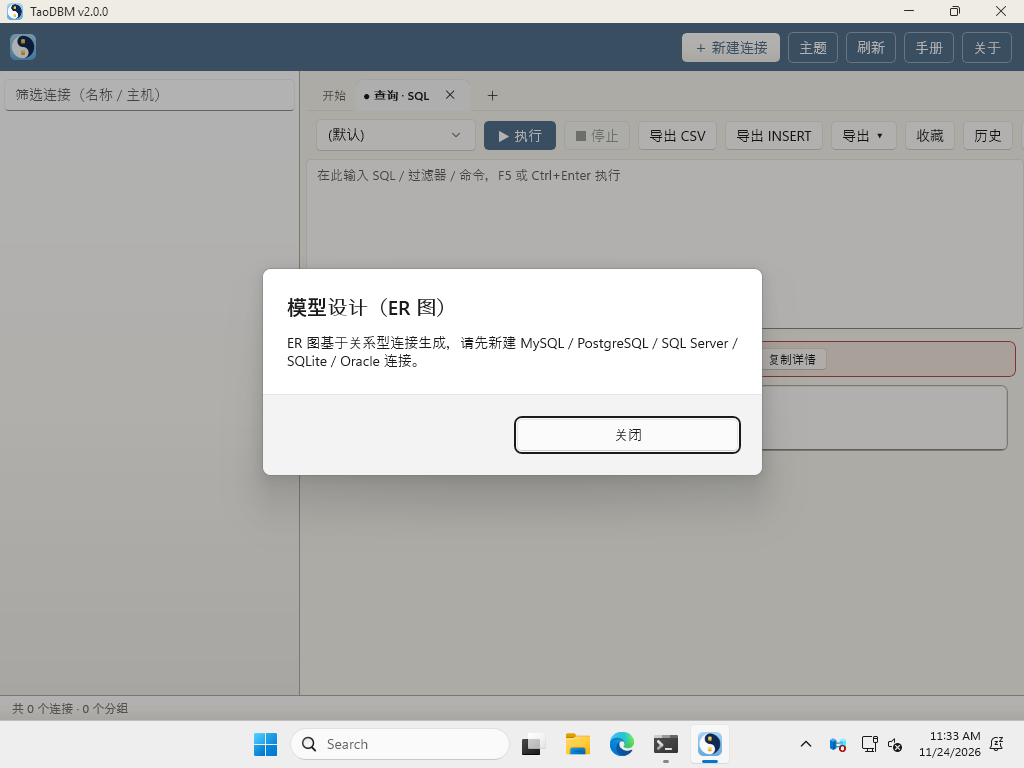 TaoDBM v2.0.0
+ 新建连接
主题
刷新
手册
关于
筛选连接（名称 / 主机）
开始
● 查询 · SQL
(默认)
▶ 执行
■ 停止
导出 CSV
导出 INSERT
导出 ▾
收藏
历史
在此输入 SQL / 过滤器 / 命令，F5 或 Ctrl+Enter 执行
模型设计（ER 图）
ER 图基于关系型连接生成，请先新建 MySQL / PostgreSQL / SQL Server /
SQLite / Oracle 连接。
复制详情
关闭
共 0 个连接 · 0 个分组
Search
11:33 AM
11/24/2026